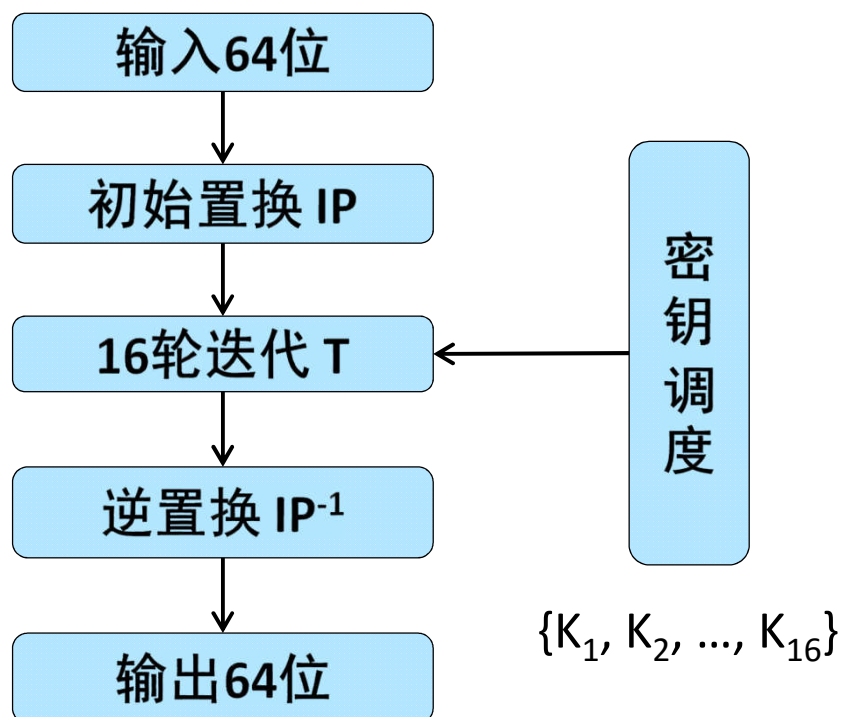 输入64位
初始置换 IP
16轮迭代 T
逆置换 IP⁻¹
输出64位
密
钥
调
度
{K₁, K₂, ..., K₁₆}